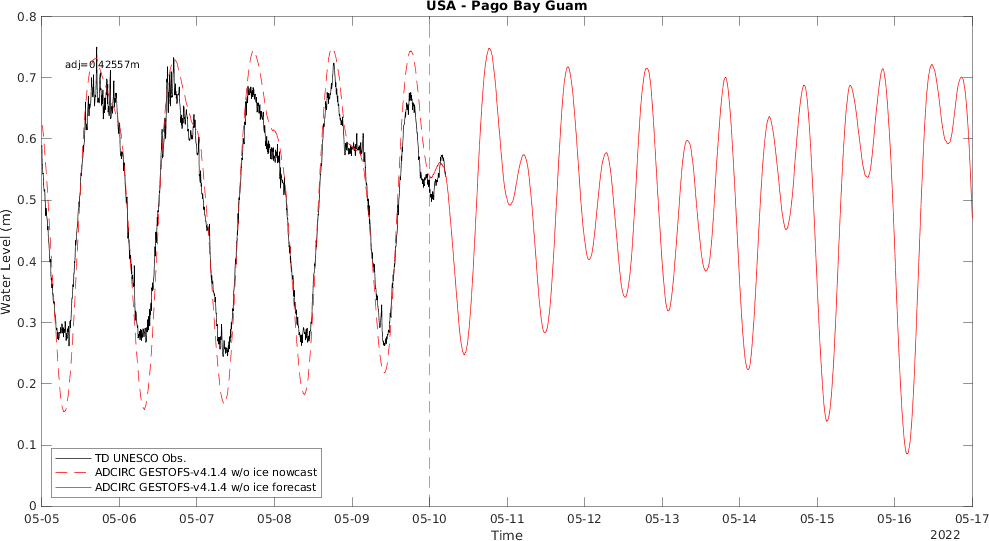 USA - Pago Bay Guam
adj=0.42557m
Water Level (m)
0.8
0.7
0.6
0.5
0.4
0.3
0.2
0.1
0
TD UNESCO Obs.
ADCIRC GESTOFS-v4.1.4 w/o ice nowcast
ADCIRC GESTOFS-v4.1.4 w/o ice forecast
05-05 05-06 05-07 05-08 05-09 05-10 05-11 05-12 05-13 05-14 05-15 05-16 05-17
Time
2022